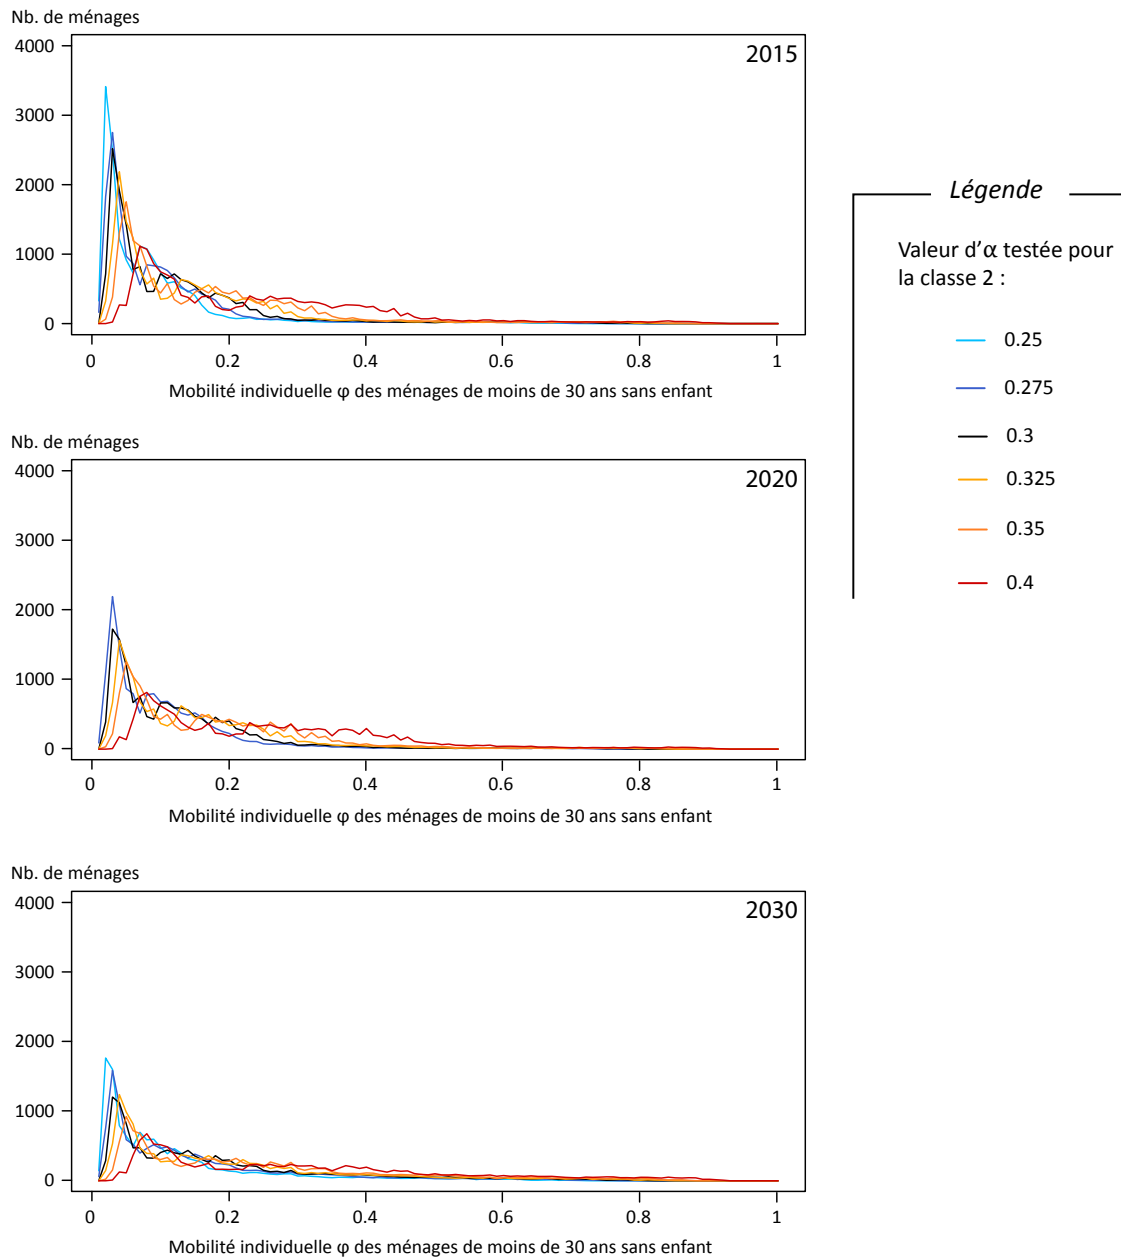 Nb. de ménages
2015
4000
3000
2000
1000
0
0 0.2 0.4 0.6 0.8 1
Mobilité individuelle φ des ménages de moins de 30 ans sans enfant
Nb. de ménages
2020
4000
3000
2000
1000
0
0 0.2 0.4 0.6 0.8 1
Mobilité individuelle φ des ménages de moins de 30 ans sans enfant
Nb. de ménages
2030
4000
3000
2000
1000
0
0 0.2 0.4 0.6 0.8 1
Mobilité individuelle φ des ménages de moins de 30 ans sans enfant
Légende
Valeur d'α testée pour
la classe 2 :
0.25
0.275
0.3
0.325
0.35
0.4